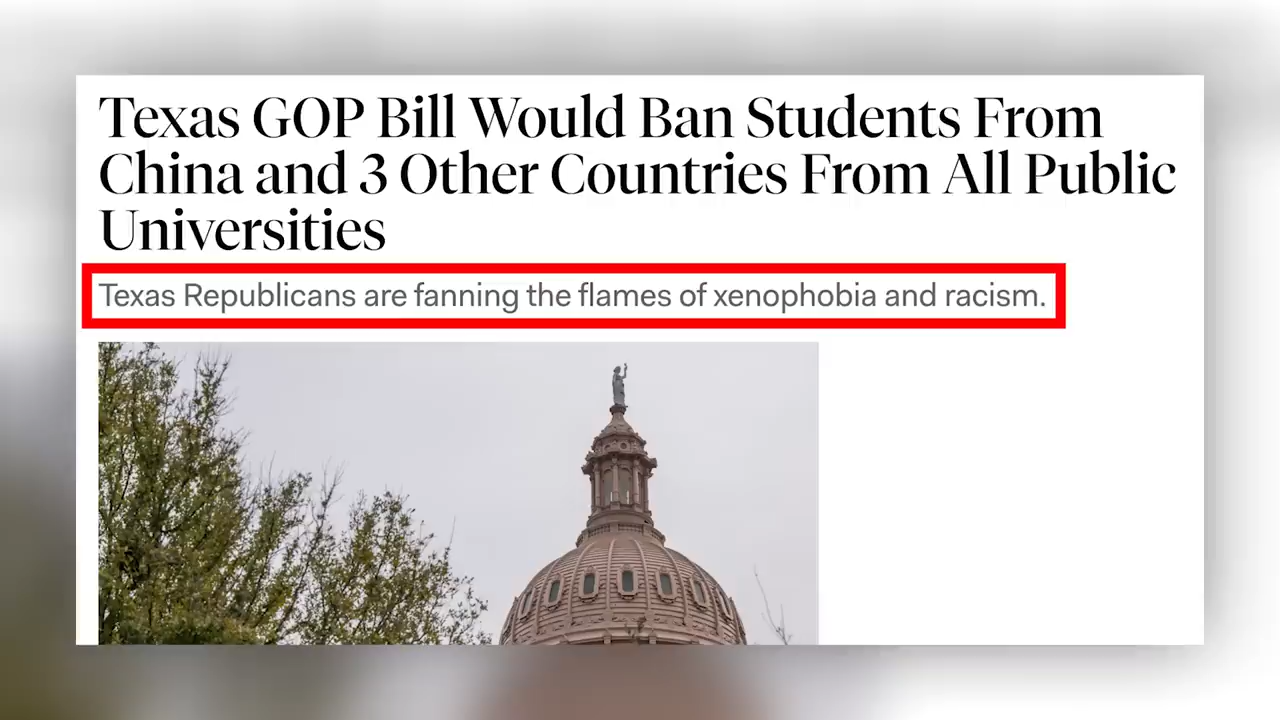 Texas GOP Bill Would Ban Students From
China and 3 Other Countries From All Public
Universities
Texas Republicans are fanning the flames of xenophobia and racism.